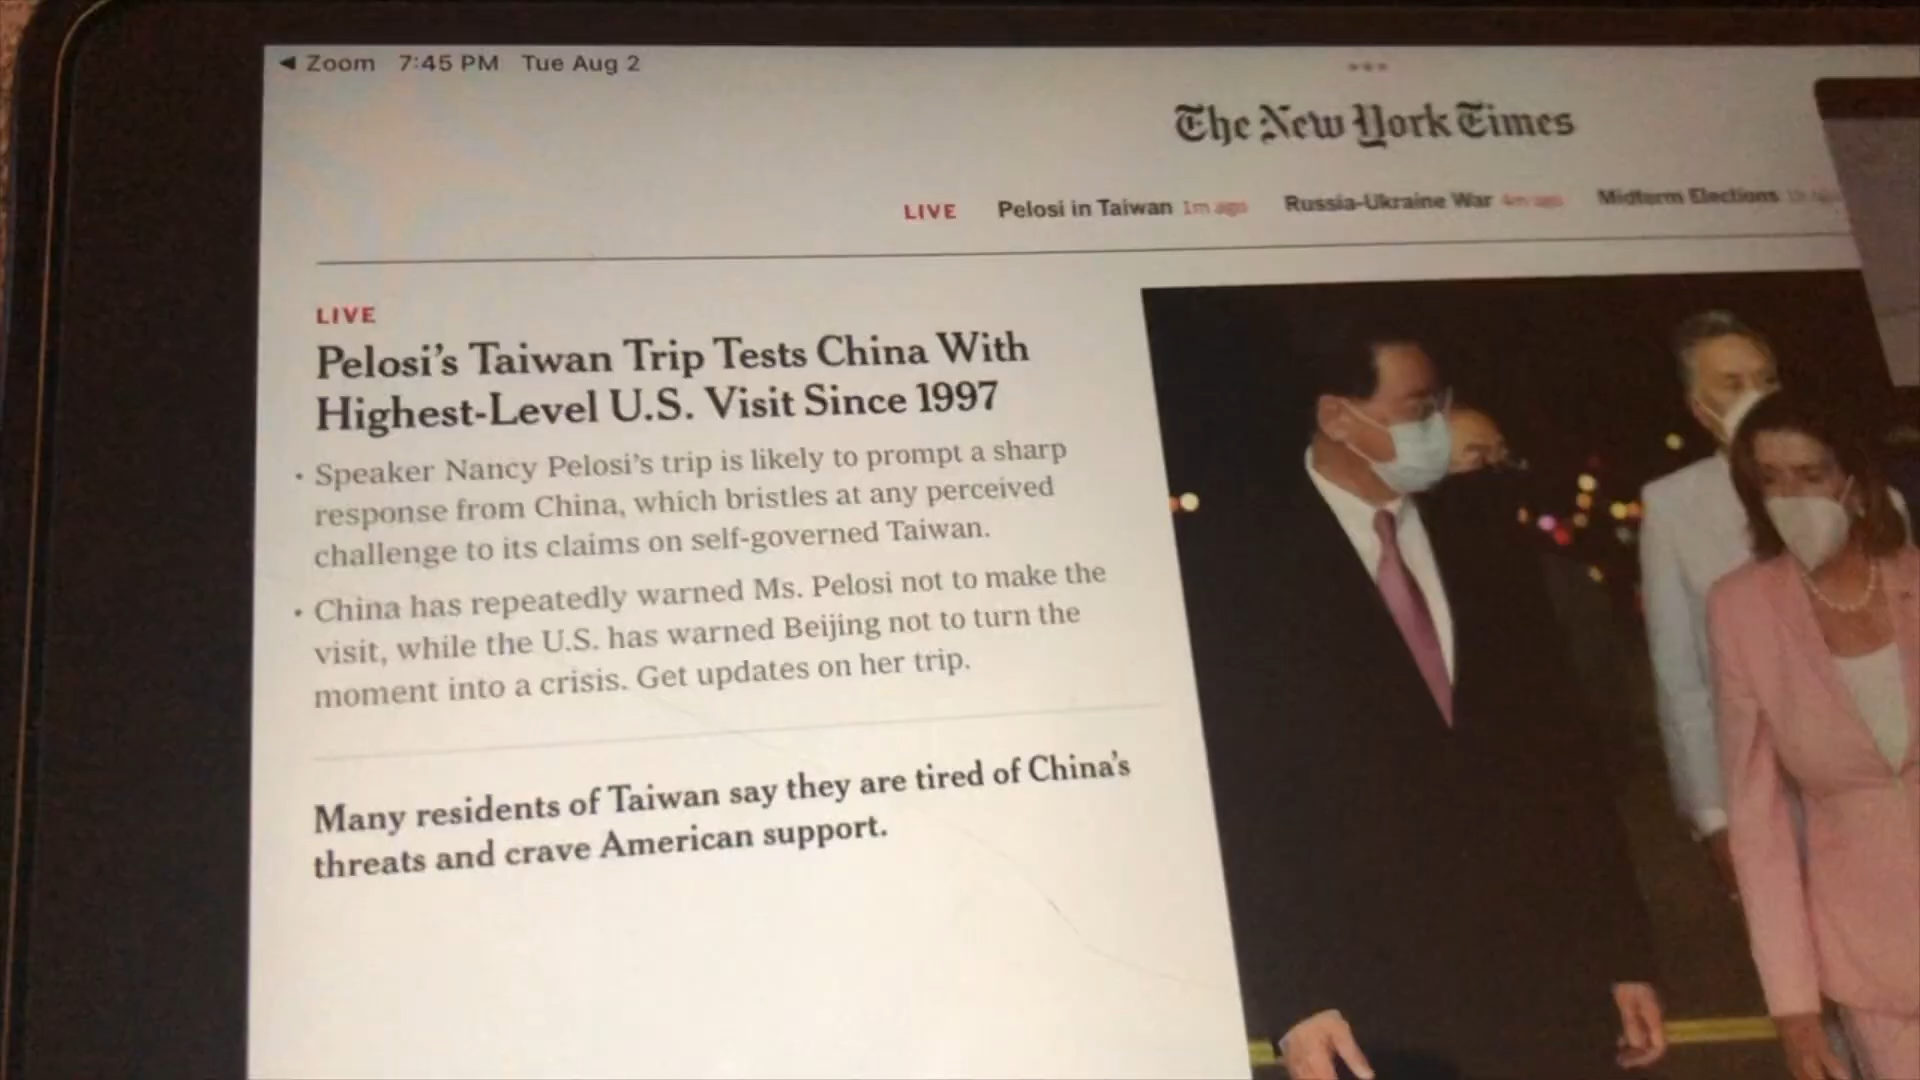 ◀ Zoom 7:45 PM Tue Aug 2
The New York Times
LIVE Pelosi in Taiwan 1m ago Russia-Ukraine War 4m ago Midterm Elections
LIVE
Pelosi's Taiwan Trip Tests China With
Highest-Level U.S. Visit Since 1997
• Speaker Nancy Pelosi's trip is likely to prompt a sharp
response from China, which bristles at any perceived
challenge to its claims on self-governed Taiwan.
• China has repeatedly warned Ms. Pelosi not to make the
visit, while the U.S. has warned Beijing not to turn the
moment into a crisis. Get updates on her trip.
Many residents of Taiwan say they are tired of China's
threats and crave American support.